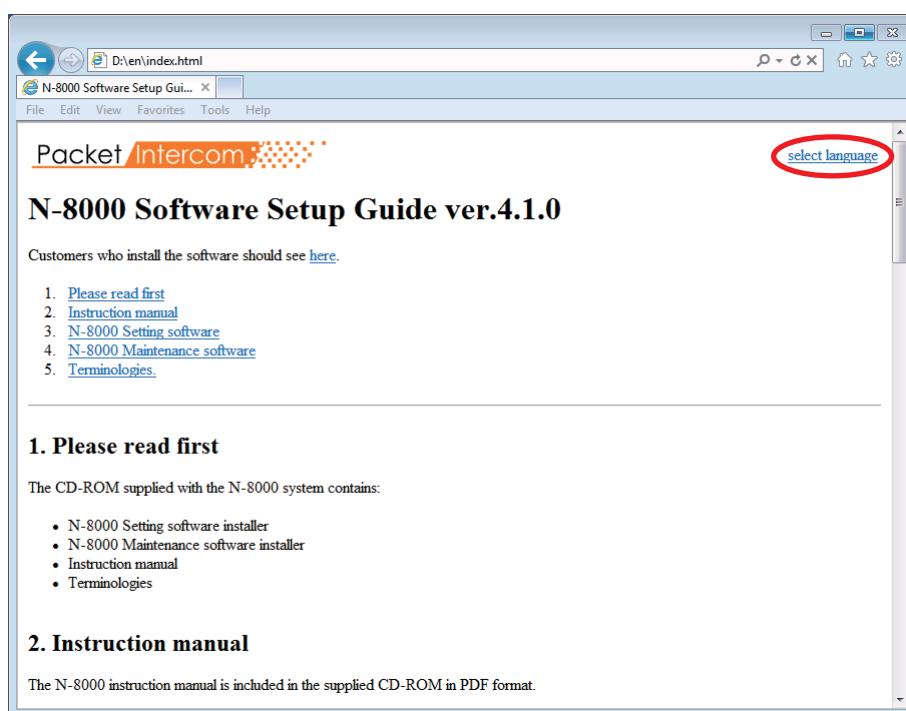 D:\en\index.html
N-8000 Software Setup Gui...
File Edit View Favorites Tools Help
Packet Intercom
select language
N-8000 Software Setup Guide ver.4.1.0
Customers who install the software should see here.
1. Please read first
2. Instruction manual
3. N-8000 Setting software
4. N-8000 Maintenance software
5. Terminologies.
1. Please read first
The CD-ROM supplied with the N-8000 system contains:
• N-8000 Setting software installer
• N-8000 Maintenance software installer
• Instruction manual
• Terminologies
2. Instruction manual
The N-8000 instruction manual is included in the supplied CD-ROM in PDF format.